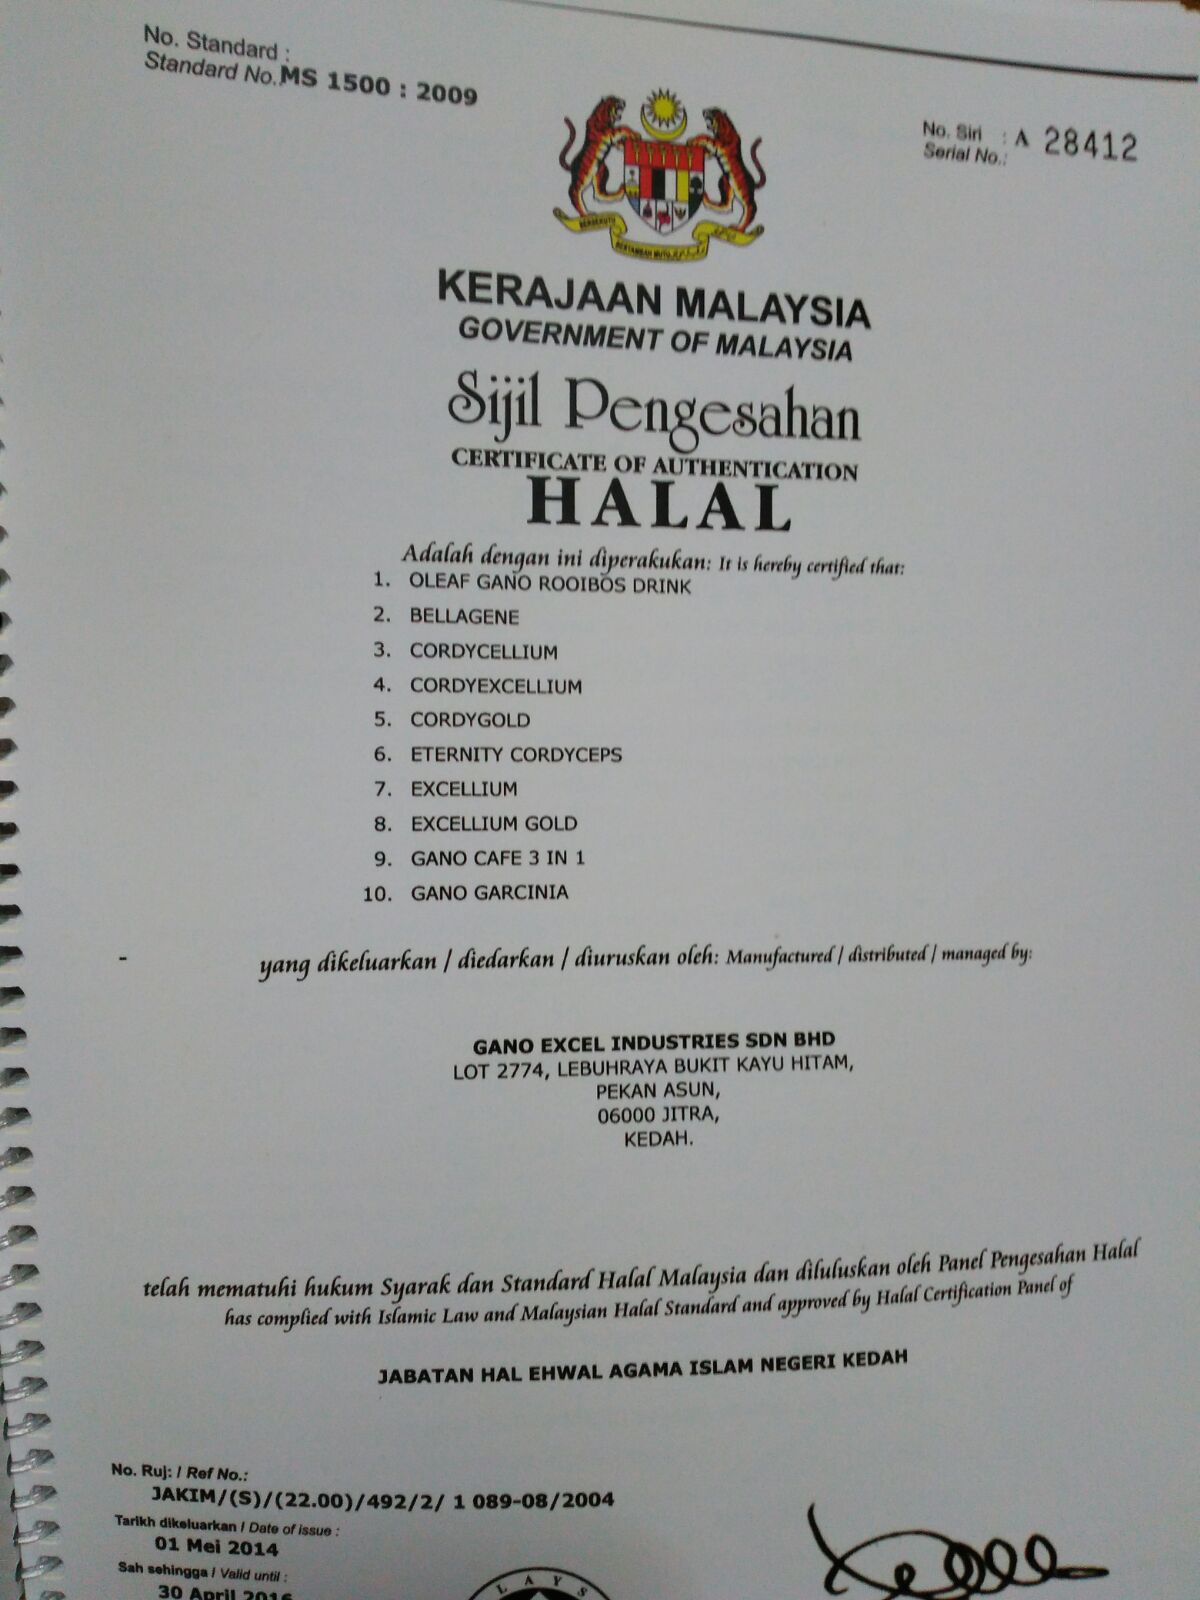 No. Standard :
Standard No.: MS 1500 : 2009
No. Siri : A 28412
Serial No.:
BERSEKUTU
BERTAMBAH MUTU
KERAJAAN MALAYSIA
GOVERNMENT OF MALAYSIA
Sijil Pengesahan
CERTIFICATE OF AUTHENTICATION
HALAL
Adalah dengan ini diperakukan: It is hereby certified that:
1. OLEAF GANO ROOIBOS DRINK
2. BELLAGENE
3. CORDYCELLIUM
4. CORDYEXCELLIUM
5. CORDYGOLD
6. ETERNITY CORDYCEPS
7. EXCELLIUM
8. EXCELLIUM GOLD
9. GANO CAFE 3 IN 1
10. GANO GARCINIA
- yang dikeluarkan / diedarkan / diuruskan oleh: Manufactured / distributed / managed by:
GANO EXCEL INDUSTRIES SDN BHD
LOT 2774, LEBUHRAYA BUKIT KAYU HITAM,
PEKAN ASUN,
06000 JITRA,
KEDAH.
telah mematuhi hukum Syarak dan Standard Halal Malaysia dan diluluskan oleh Panel Pengesahan Halal
has complied with Islamic Law and Malaysian Halal Standard and approved by Halal Certification Panel of
JABATAN HAL EHWAL AGAMA ISLAM NEGERI KEDAH
No. Ruj: / Ref No.:
JAKIM/(S)/(22.00)/492/2/ 1 089-08/2004
Tarikh dikeluarkan / Date of issue :
01 Mei 2014
Sah sehingga / Valid until :
30 April 2016
LAYS